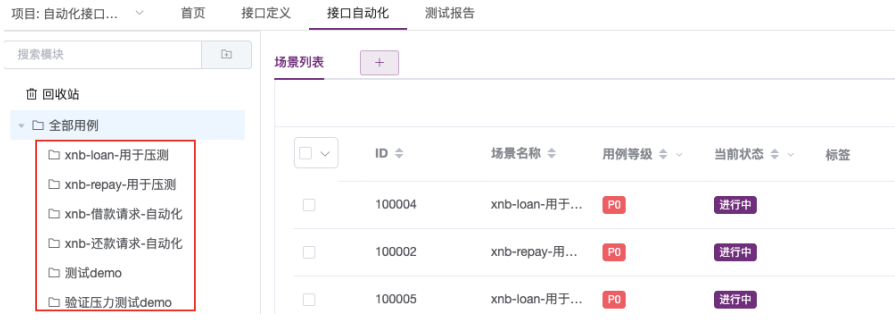 项目: 自动化接口... 首页 接口定义 接口自动化 测试报告
搜索模块
场景列表 +
回收站
全部用例
xnb-loan-用于压测
xnb-repay-用于压测
xnb-借款请求-自动化
xnb-还款请求-自动化
测试demo
验证压力测试demo
ID 场景名称 用例等级 当前状态 标签
100004 xnb-loan-用于... P0 进行中
100002 xnb-repay-用... P0 进行中
100005 xnb-loan-用于... P0 进行中